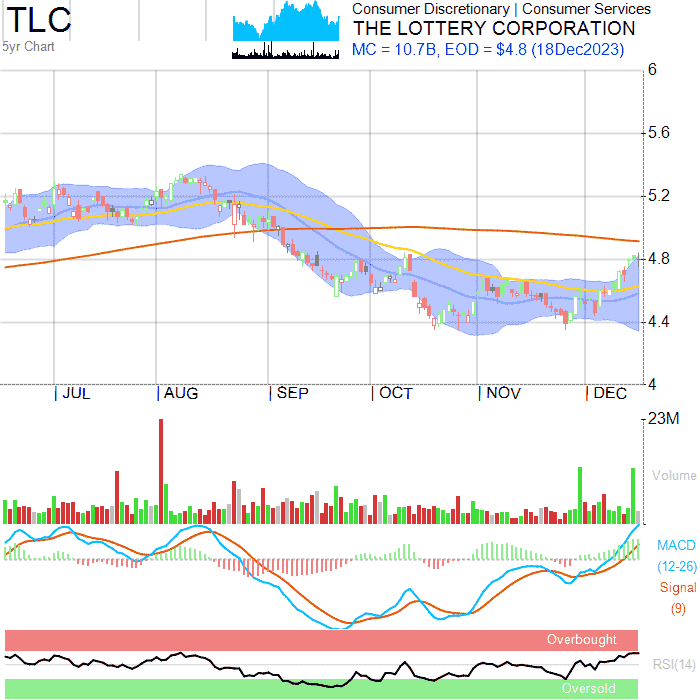 TLC
5yr Chart
Consumer Discretionary | Consumer Services
THE LOTTERY CORPORATION
MC = 10.7B, EOD = $4.8 (18Dec2023)
6
5.6
5.2
4.8
4.4
4
JUL
AUG
SEP
OCT
NOV
DEC
23M
Volume
MACD
(12-26)
Signal
(9)
Overbought
RSI(14)
Oversold